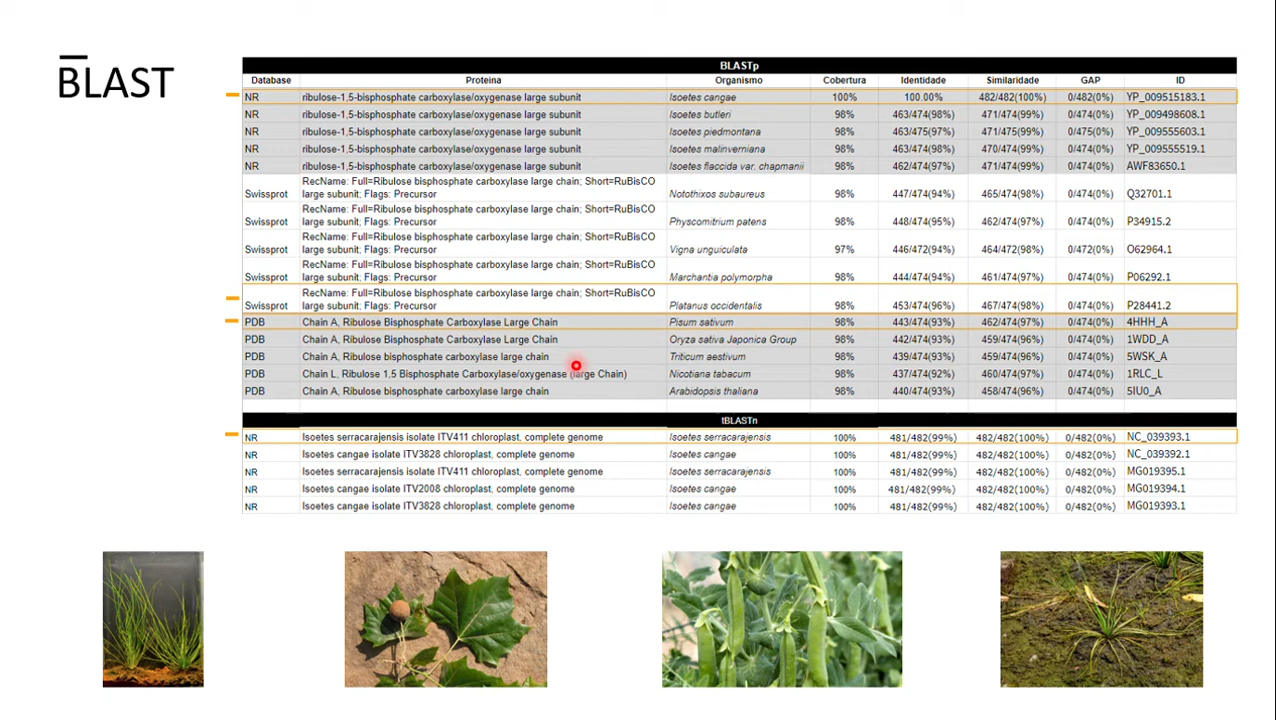 BLAST
BLASTp
Database Proteina Organismo Cobertura Identidade Similaridade GAP ID
NR ribulose-1,5-bisphosphate carboxylase/oxygenase large subunit Isoetes cangae 100% 100.00% 482/482(100%) 0/482(0%) YP_009515183.1
NR ribulose-1,5-bisphosphate carboxylase/oxygenase large subunit Isoetes butleri 98% 463/474(98%) 471/474(99%) 0/474(0%) YP_009498608.1
NR ribulose-1,5-bisphosphate carboxylase/oxygenase large subunit Isoetes piedmontana 98% 463/475(97%) 471/475(99%) 0/475(0%) YP_009555603.1
NR ribulose-1,5-bisphosphate carboxylase/oxygenase large subunit Isoetes malinverniana 98% 463/474(98%) 470/474(99%) 0/474(0%) YP_009555519.1
NR ribulose-1,5-bisphosphate carboxylase/oxygenase large subunit Isoetes flaccida var. chapmanii 98% 462/474(97%) 471/474(99%) 0/474(0%) AWF83650.1
RecName: Full=Ribulose bisphosphate carboxylase large chain; Short=RuBisCO
Swissprot large subunit; Flags: Precursor Notothixos subaureus 98% 447/474(94%) 465/474(98%) 0/474(0%) Q32701.1
RecName: Full=Ribulose bisphosphate carboxylase large chain; Short=RuBisCO
Swissprot large subunit; Flags: Precursor Physcomitrium patens 98% 448/474(95%) 462/474(97%) 0/474(0%) P34915.2
RecName: Full=Ribulose bisphosphate carboxylase large chain; Short=RuBisCO
Swissprot large subunit; Flags: Precursor Vigna unguiculata 97% 446/472(94%) 464/472(98%) 0/472(0%) O62964.1
RecName: Full=Ribulose bisphosphate carboxylase large chain; Short=RuBisCO
Swissprot large subunit; Flags: Precursor Marchantia polymorpha 98% 444/474(94%) 461/474(97%) 0/474(0%) P06292.1
RecName: Full=Ribulose bisphosphate carboxylase large chain; Short=RuBisCO
Swissprot large subunit; Flags: Precursor Platanus occidentalis 98% 453/474(96%) 467/474(98%) 0/474(0%) P28441.2
PDB Chain A, Ribulose Bisphosphate Carboxylase Large Chain Pisum sativum 98% 443/474(93%) 462/474(97%) 0/474(0%) 4HHH_A
PDB Chain A, Ribulose Bisphosphate Carboxylase Large Chain Oryza sativa Japonica Group 98% 442/474(93%) 459/474(96%) 0/474(0%) 1WDD_A
PDB Chain A, Ribulose bisphosphate carboxylase large chain Triticum aestivum 98% 439/474(93%) 459/474(96%) 0/474(0%) 5WSK_A
PDB Chain L, Ribulose 1,5 Bisphosphate Carboxylase/oxygenase (large Chain) Nicotiana tabacum 98% 437/474(92%) 460/474(97%) 0/474(0%) 1RLC_L
PDB Chain A, Ribulose bisphosphate carboxylase large chain Arabidopsis thaliana 98% 440/474(93%) 458/474(96%) 0/474(0%) 5IU0_A
tBLASTn
NR Isoetes serracarajensis isolate ITV411 chloroplast, complete genome Isoetes serracarajensis 100% 481/482(99%) 482/482(100%) 0/482(0%) NC_039393.1
NR Isoetes cangae isolate ITV3828 chloroplast, complete genome Isoetes cangae 100% 481/482(99%) 482/482(100%) 0/482(0%) NC_039392.1
NR Isoetes serracarajensis isolate ITV411 chloroplast, complete genome Isoetes serracarajensis 100% 481/482(99%) 482/482(100%) 0/482(0%) MG019395.1
NR Isoetes cangae isolate ITV2008 chloroplast, complete genome Isoetes cangae 100% 481/482(99%) 482/482(100%) 0/482(0%) MG019394.1
NR Isoetes cangae isolate ITV3828 chloroplast, complete genome Isoetes cangae 100% 481/482(99%) 482/482(100%) 0/482(0%) MG019393.1